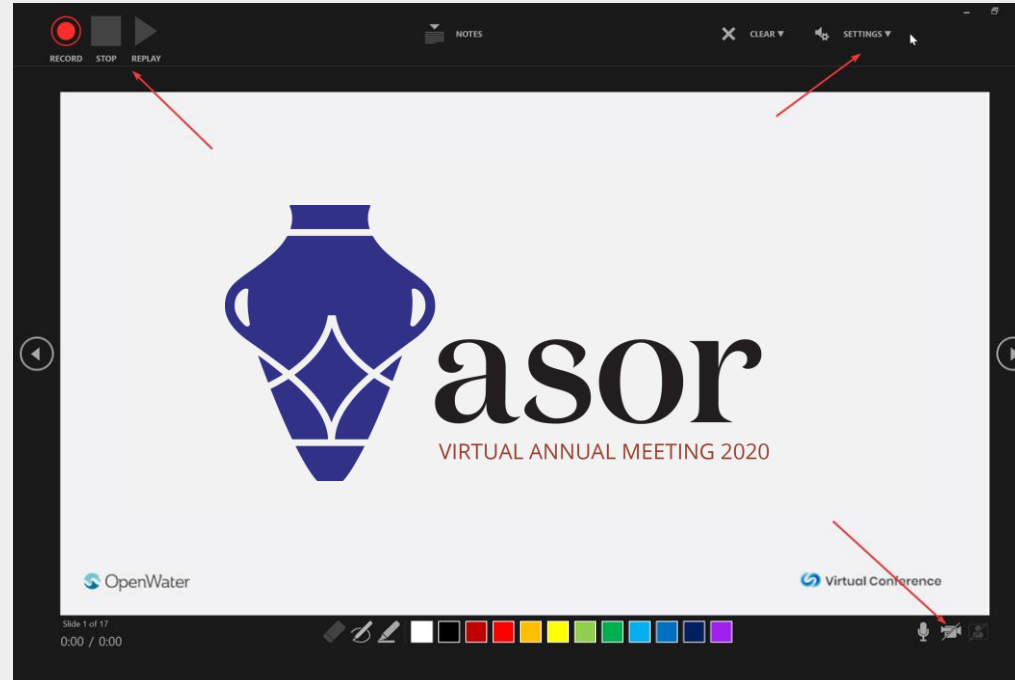 RECORD STOP REPLAY
NOTES
CLEAR
SETTINGS
asor
VIRTUAL ANNUAL MEETING 2020
OpenWater
Virtual Conference
Slide 1 of 17
0:00 / 0:00